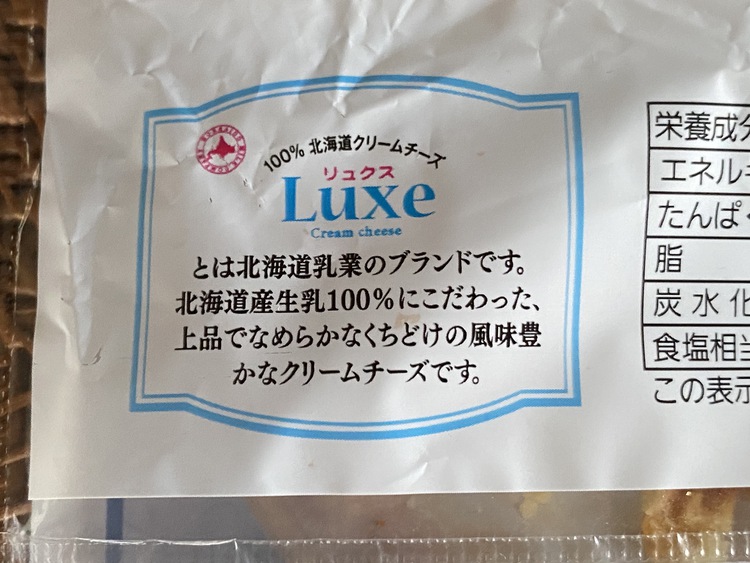 100% 北海道クリームチーズ
リュクス
Luxe
Cream cheese
とは北海道乳業のブランドです。
北海道産生乳100%にこだわった、
上品でなめらかなくちどけの風味豊
かなクリームチーズです。
栄養成分
エネルギ
たんぱく
脂
炭水化
食塩相当
この表示